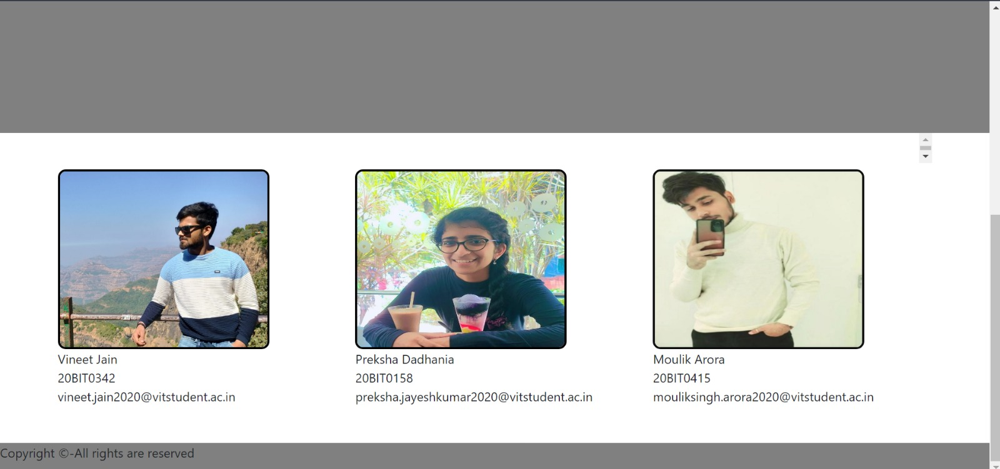 Vineet Jain
20BIT0342
vineet.jain2020@vitstudent.ac.in
Preksha Dadhania
20BIT0158
preksha.jayeshkumar2020@vitstudent.ac.in
Moulik Arora
20BIT0415
mouliksingh.arora2020@vitstudent.ac.in
Copyright ©-All rights are reserved